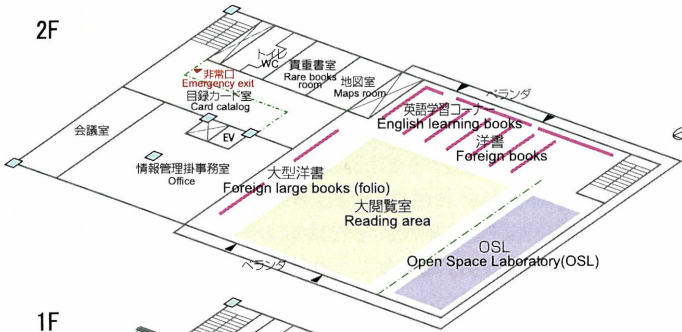 2F
トイレ
WC
貴重書室
Rare books
room
地図室
Maps room
非常口
Emergency exit
目録カード室
Card catalog
ベランダ
英語学習コーナー
English learning books
洋書
Foreign books
会議室
EV
情報管理掛事務室
Office
大型洋書
Foreign large books (folio)
大閲覧室
Reading area
OSL
Open Space Laboratory(OSL)
ベランダ
1F